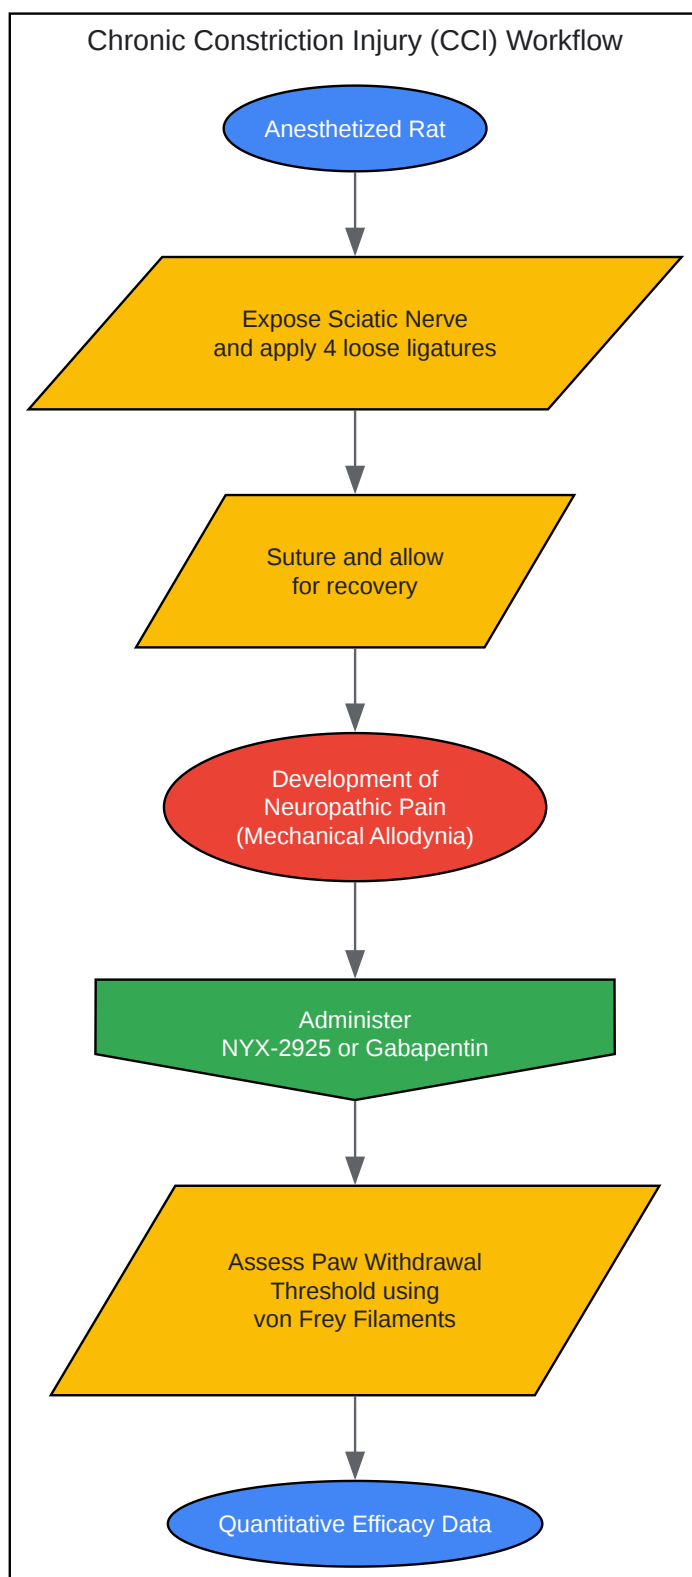 Chronic Constriction Injury (CCI) Workflow
Anesthetized Rat
Expose Sciatic Nerve
and apply 4 loose ligatures
Suture and allow
for recovery
Development of
Neuropathic Pain
(Mechanical Allodynia)
Administer
NYX-2925 or Gabapentin
Assess Paw Withdrawal
Threshold using
von Frey Filaments
Quantitative Efficacy Data